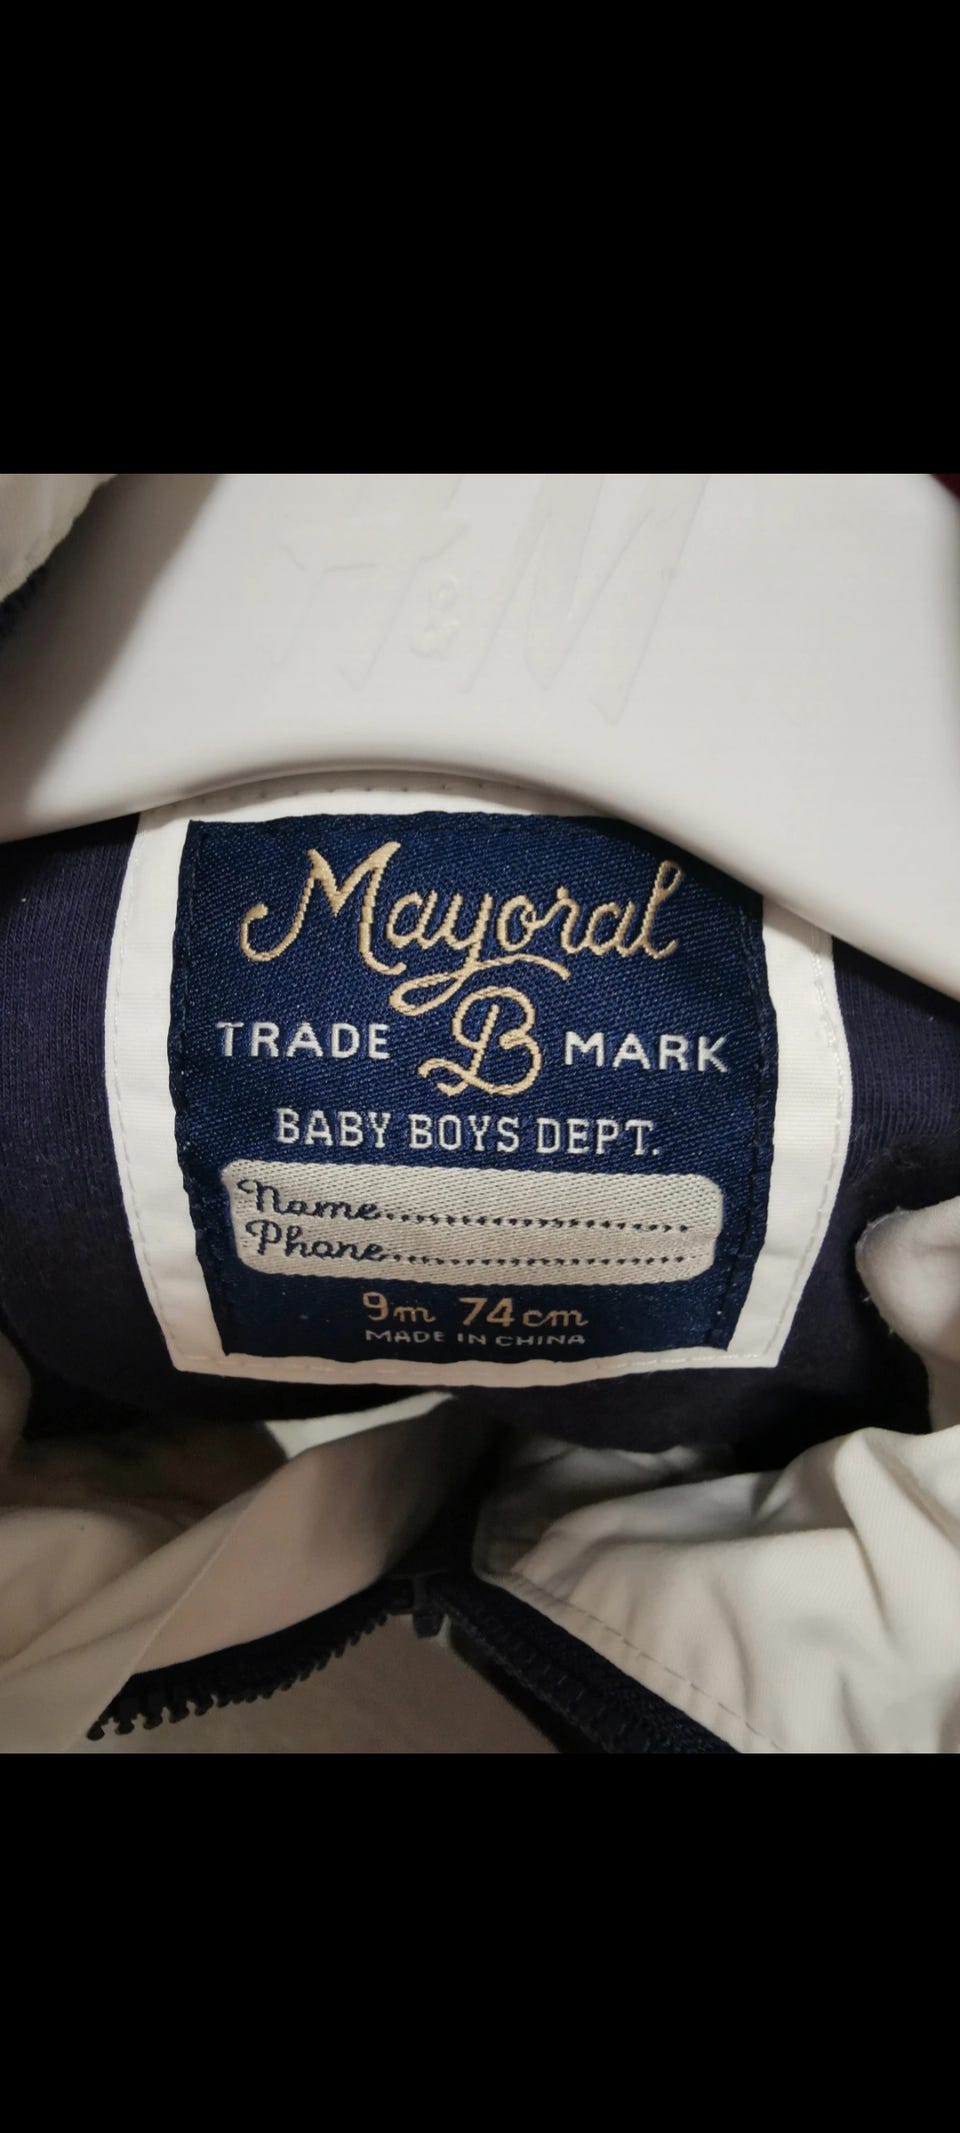 H&M
Mayoral
TRADE B MARK
BABY BOYS DEPT.
Name........................
Phone........................
9m 74cm
MADE IN CHINA